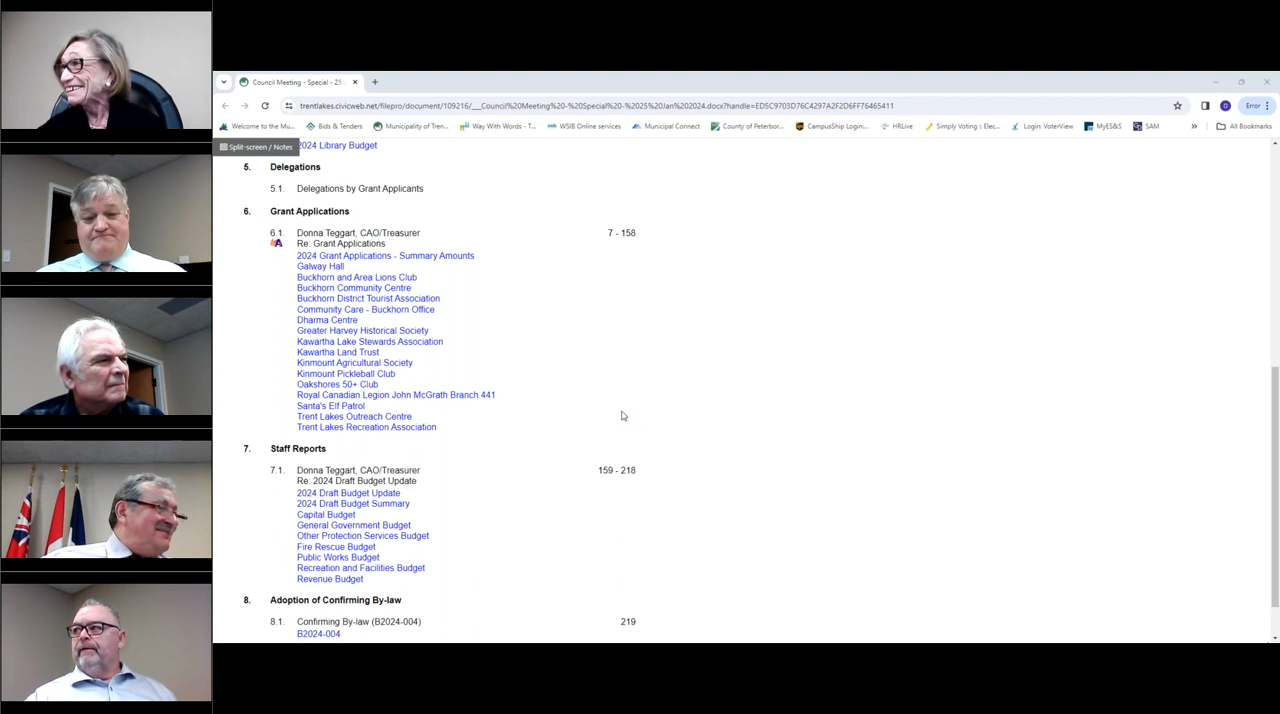 Council Meeting - Special - 25
trentlakes.civicweb.net/filepro/document/109216/___Council%20Meeting%20-%20Special%20-%2025%20Jan%202024.docx?handle=ED5C9703D76C4297A2F2D6FF76465411
Error
Welcome to the Mu...
Bids & Tenders
Municipality of Tren...
Way With Words - T...
WSIB Online services
Municipal Connect
County of Peterbor...
CampusShip Login:...
HRLive
Simply Voting : Elec...
Login: VoterView
MyES&S
SAM
All Bookmarks
Split-screen / Notes
2024 Library Budget
5. Delegations
5.1. Delegations by Grant Applicants
6. Grant Applications
6.1. Donna Teggart, CAO/Treasurer 7 - 158
Re: Grant Applications
2024 Grant Applications - Summary Amounts
Galway Hall
Buckhorn and Area Lions Club
Buckhorn Community Centre
Buckhorn District Tourist Association
Community Care - Buckhorn Office
Dharma Centre
Greater Harvey Historical Society
Kawartha Lake Stewards Association
Kawartha Land Trust
Kinmount Agricultural Society
Kinmount Pickleball Club
Oakshores 50+ Club
Royal Canadian Legion John McGrath Branch 441
Santa's Elf Patrol
Trent Lakes Outreach Centre
Trent Lakes Recreation Association
7. Staff Reports
7.1. Donna Teggart, CAO/Treasurer 159 - 218
Re: 2024 Draft Budget Update
2024 Draft Budget Update
2024 Draft Budget Summary
Capital Budget
General Government Budget
Other Protection Services Budget
Fire Rescue Budget
Public Works Budget
Recreation and Facilities Budget
Revenue Budget
8. Adoption of Confirming By-law
8.1. Confirming By-law (B2024-004) 219
B2024-004